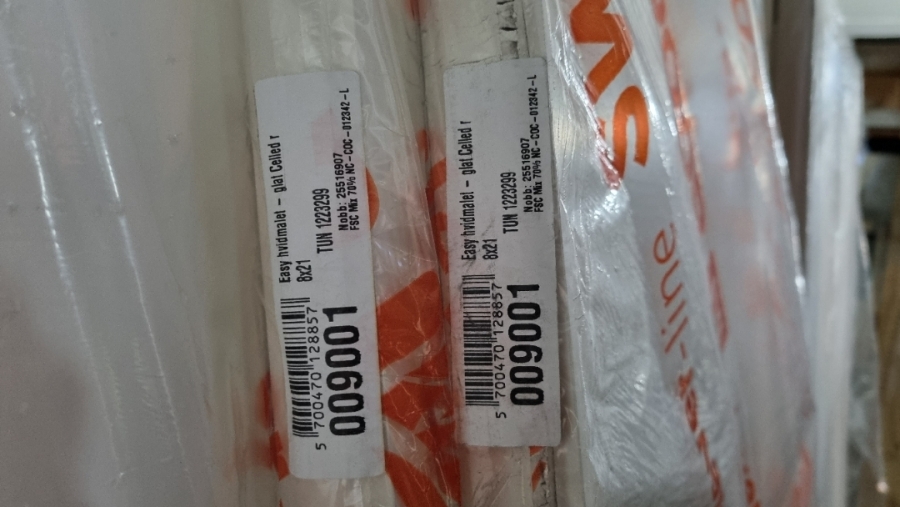 Easy hvidmalet - glat Celled r
8x21
TUN 1223299
Nobb: 25516907
FSC Mix 70% NC-COC-012342-L
5 700470 128857
009001
Easy hvidmalet - glat Celled r
8x21
TUN 1223299
Nobb: 25516907
FSC Mix 70% NC-COC-012342-L
5 700470 128857
009001
-line